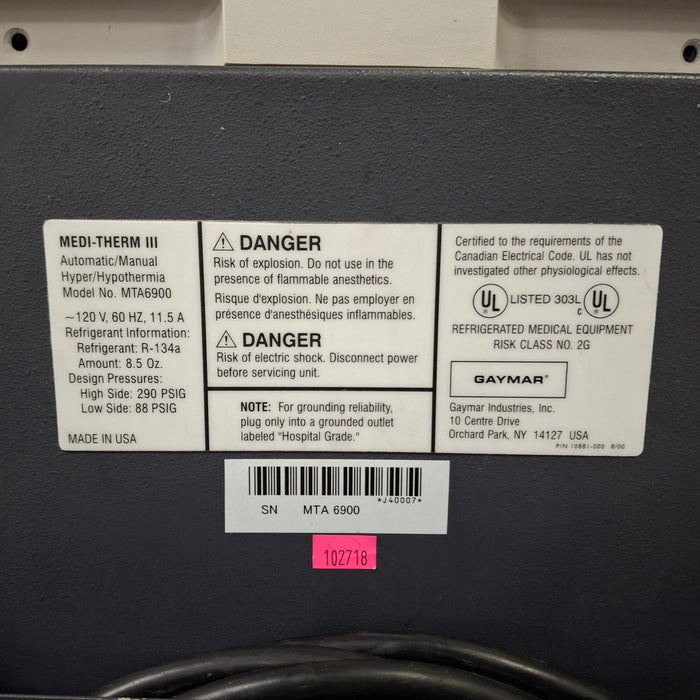 MEDI-THERM III
Automatic/Manual
Hyper/Hypothermia
Model No. MTA6900
~120 V, 60 HZ, 11.5 A
Refrigerant Information:
Refrigerant: R-134a
Amount: 8.5 Oz.
Design Pressures:
High Side: 290 PSIG
Low Side: 88 PSIG
MADE IN USA
DANGER
Risk of explosion. Do not use in the
presence of flammable anesthetics.
Risque d'explosion. Ne pas employer en
présence d'anesthésiques inflammables.
DANGER
Risk of electric shock. Disconnect power
before servicing unit.
NOTE: For grounding reliability,
plug only into a grounded outlet
labeled "Hospital Grade."
Certified to the requirements of the
Canadian Electrical Code. UL has not
investigated other physiological effects.
UL LISTED 303L c UL
REFRIGERATED MEDICAL EQUIPMENT
RISK CLASS NO. 2G
GAYMAR®
Gaymar Industries, Inc.
10 Centre Drive
Orchard Park, NY 14127 USA
P/N 10881-000 8/00
*J40007*
SN MTA 6900
102718